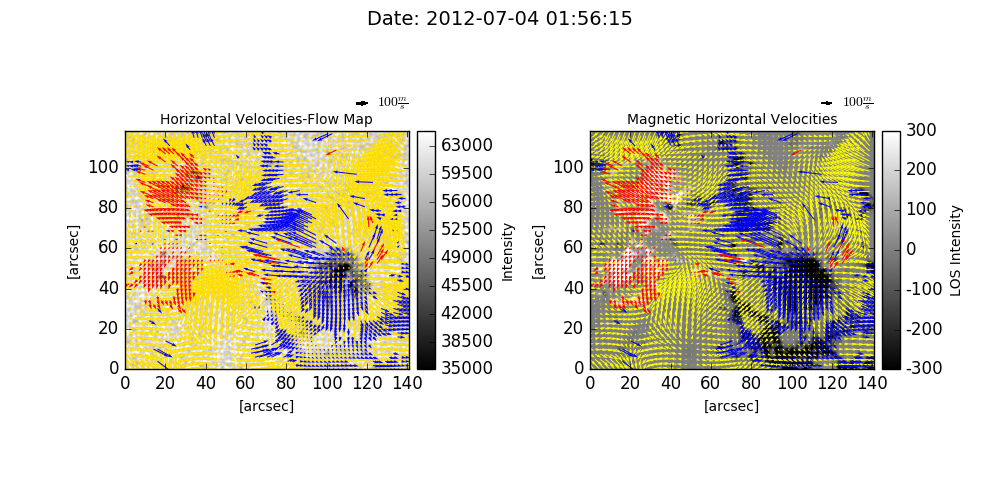 Date: 2012-07-04 01:56:15
100 m/s
Horizontal Velocities-Flow Map
[arcsec]
100
80
60
40
20
0
0 20 40 60 80 100 120 140
[arcsec]
63000
59500
56000
52500
49000
45500
42000
38500
35000
Intensity
100 m/s
Magnetic Horizontal Velocities
[arcsec]
100
80
60
40
20
0
0 20 40 60 80 100 120 140
[arcsec]
300
200
100
0
-100
-200
-300
LOS Intensity